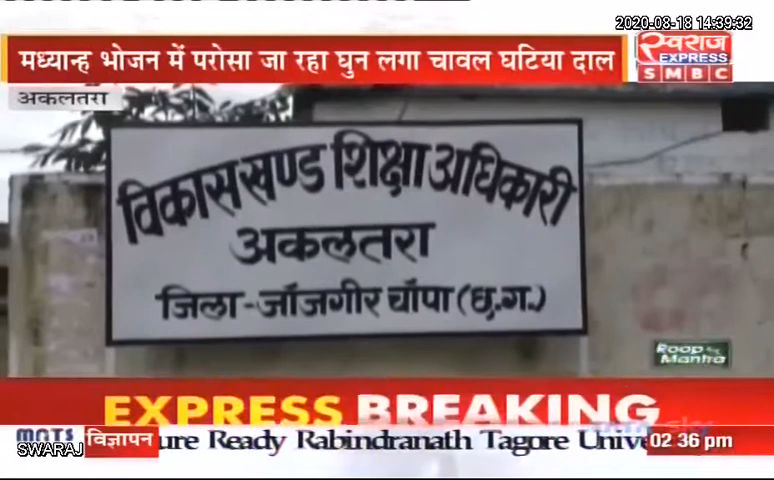 2020-08-18 14:39:32
मध्यान्ह भोजन में परोसा जा रहा घुन लगा चावल घटिया दाल
स्वराज
EXPRESS
SMBC
अकलतरा
विकासखण्ड शिक्षा अधिकारी
अकलतरा
जिला-जॉजगीर चॉपा (छ.ग.)
Roop
Mantra
EXPRESS BREAKING
MATS
SWARAJ
विज्ञापन
ure Ready Rabindranath Tagore Unive
02:36 pm